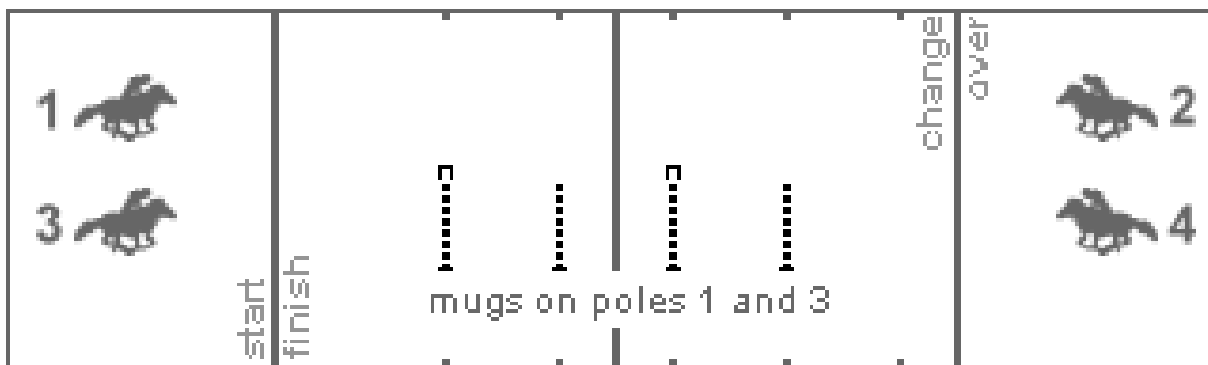 1
2
3
4
change
over
start
finish
mugs on poles 1 and 3